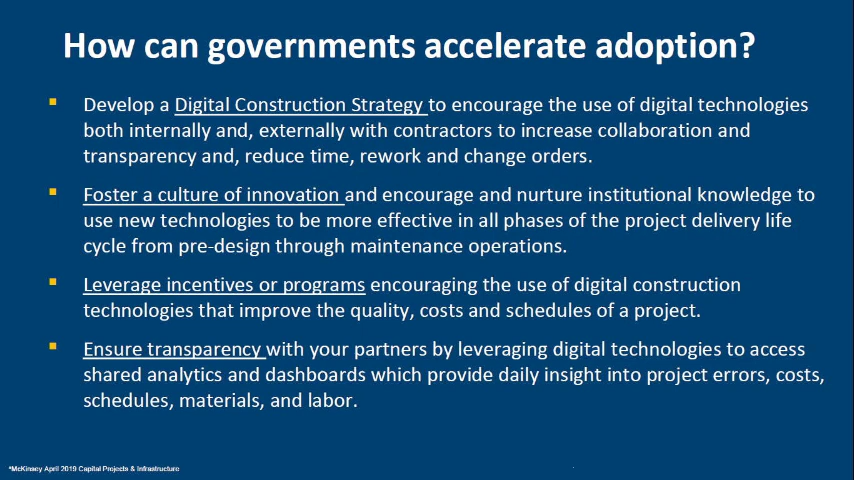 How can governments accelerate adoption?
▪ Develop a Digital Construction Strategy to encourage the use of digital technologies
both internally and, externally with contractors to increase collaboration and
transparency and, reduce time, rework and change orders.
▪ Foster a culture of innovation and encourage and nurture institutional knowledge to
use new technologies to be more effective in all phases of the project delivery life
cycle from pre-design through maintenance operations.
▪ Leverage incentives or programs encouraging the use of digital construction
technologies that improve the quality, costs and schedules of a project.
▪ Ensure transparency with your partners by leveraging digital technologies to access
shared analytics and dashboards which provide daily insight into project errors, costs,
schedules, materials, and labor.
*McKinsey April 2019 Capital Projects & Infrastructure